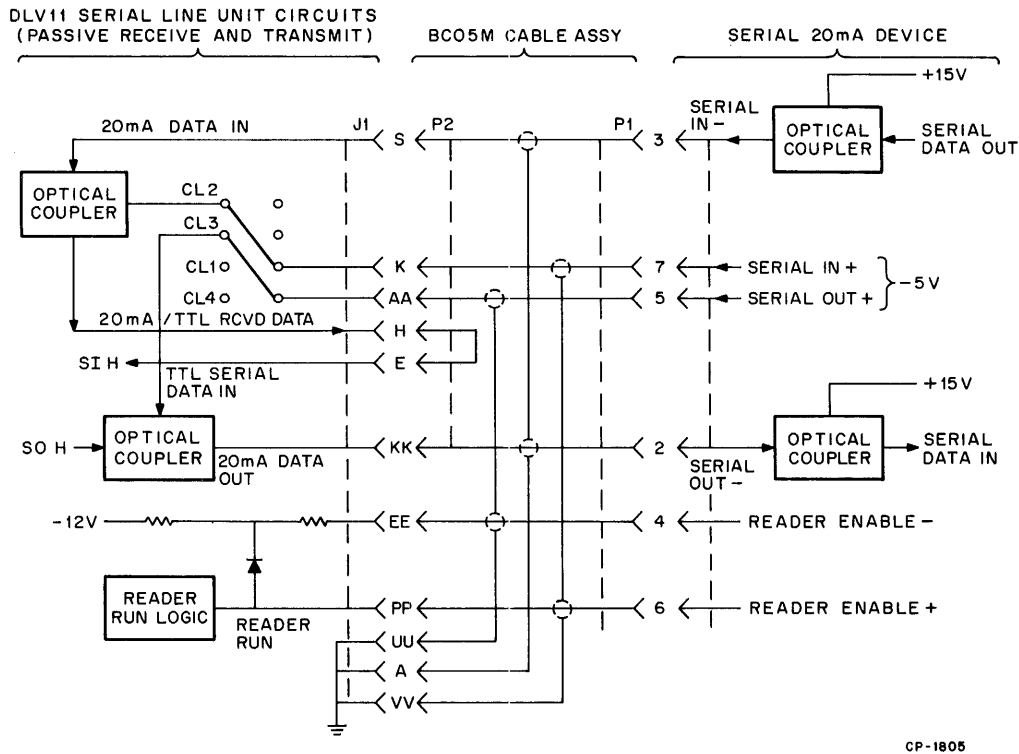 DLV11 SERIAL LINE UNIT CIRCUITS
(PASSIVE RECEIVE AND TRANSMIT)
BC05M CABLE ASSY
SERIAL 20mA DEVICE
+15V
20mA DATA IN
J1
S
P2
P1
3
SERIAL
IN-
OPTICAL
COUPLER
SERIAL
DATA OUT
OPTICAL
COUPLER
CL2
CL3
CL1
CL4
K
7
SERIAL IN+
AA
5
SERIAL OUT+
-5V
20mA/TTL RCVD DATA
H
SI H
E
TTL SERIAL
DATA IN
+15V
SO H
OPTICAL
COUPLER
20mA DATA
OUT
KK
2
SERIAL
OUT-
OPTICAL
COUPLER
SERIAL
DATA IN
-12V
EE
4
READER ENABLE-
READER
RUN LOGIC
READER
RUN
PP
6
READER ENABLE+
UU
A
VV
CP-1805